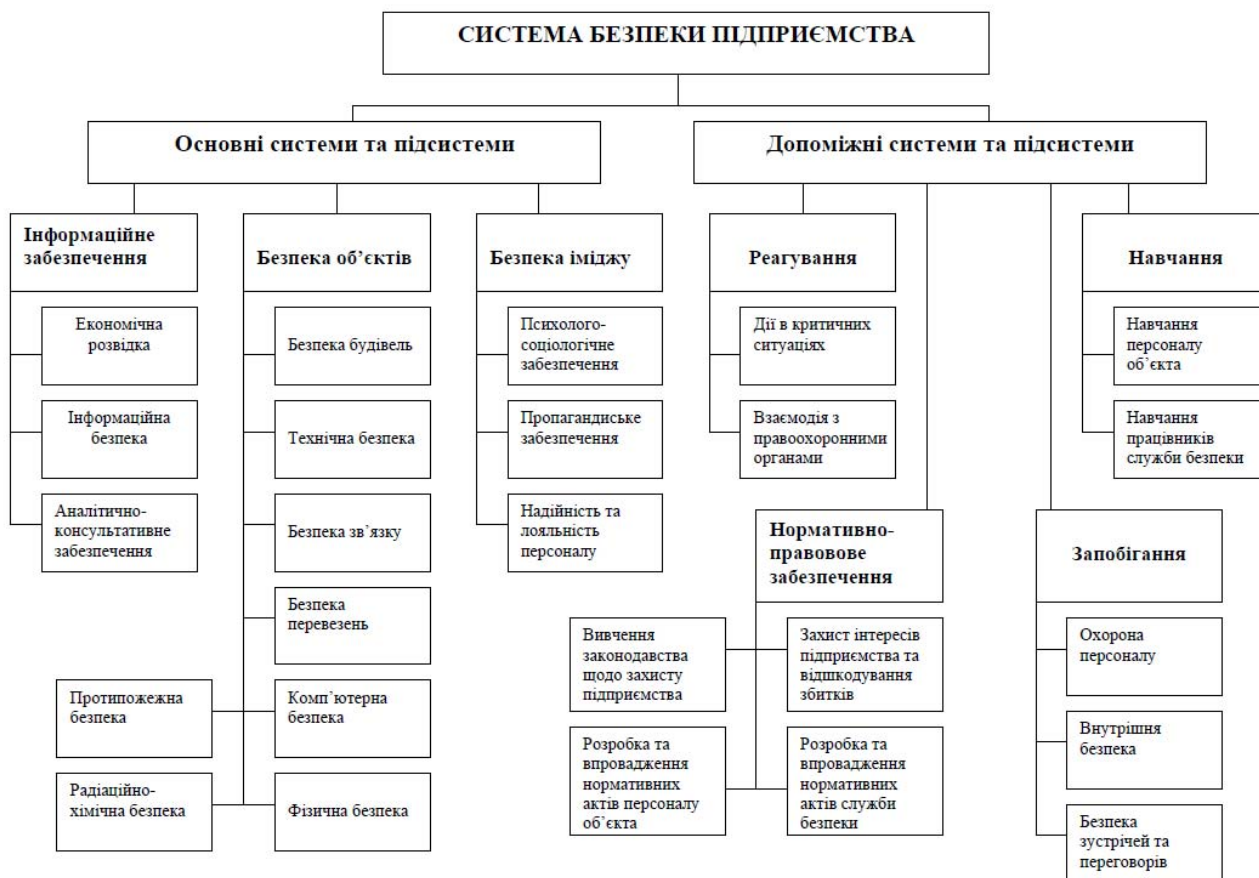 СИСТЕМА БЕЗПЕКИ ПІДПРИЄМСТВА
Основні системи та підсистеми
Допоміжні системи та підсистеми
Інформаційне
забезпечення
Економічна
розвідка
Інформаційна
безпека
Аналітично-
консультативне
забезпечення
Безпека об’єктів
Безпека будівель
Технічна безпека
Безпека зв’язку
Безпека
перевезень
Протипожежна
безпека
Комп’ютерна
безпека
Радіаційно-
хімічна безпека
Фізична безпека
Безпека іміджу
Психолого-
соціологічне
забезпечення
Пропагандиське
забезпечення
Надійність та
лояльність
персоналу
Реагування
Дії в критичних
ситуаціях
Взаємодія з
правоохоронними
органами
Нормативно-
правовове
забезпечення
Вивчення
законодавства
щодо захисту
підприємства
Захист інтересів
підприємства та
відшкодування
збитків
Розробка та
впровадження
нормативних
актів персоналу
об’єкта
Розробка та
впровадження
нормативних
актів служби
безпеки
Навчання
Навчання
персоналу
об’єкта
Навчання
працівників
служби безпеки
Запобігання
Охорона
персоналу
Внутрішня
безпека
Безпека
зустрічей та
переговорів